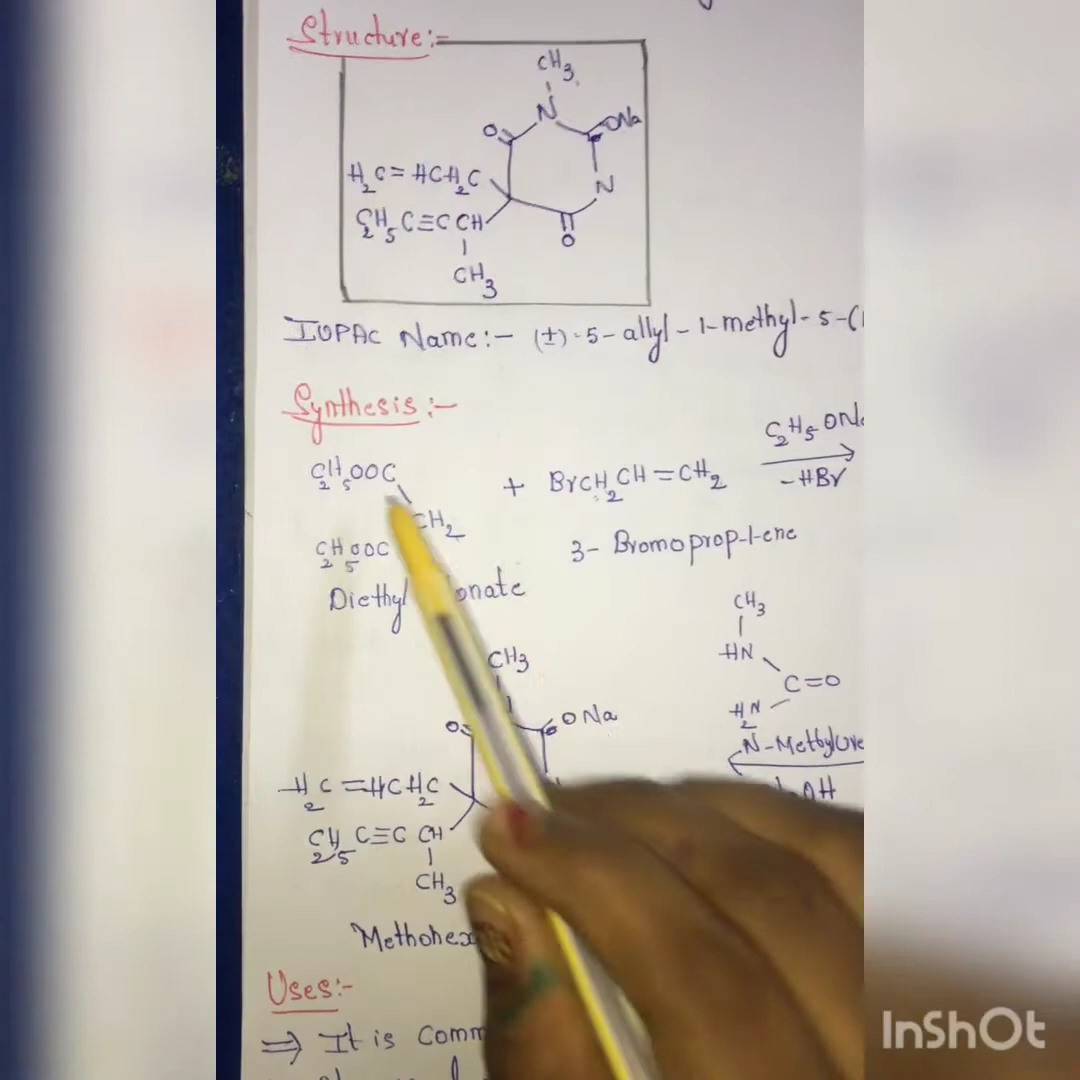 Structure:-
CH3
N
O
ONa
H2C=HCH2C
N
C2H5C≡C CH
O
CH3
IUPAC Name:- (±)-5-allyl-1-methyl-5-(
Synthesis:-
C2H5OOC
CH2
C2H5OOC
+ BrCH2CH=CH2
C2H5ONa
-HBr
Diethyl
3-Bromoprop-1-ene
CH3
HN
C=O
H2N
N-Methylure
OH
CH3
O
ONa
H2C=HCH2C
C2H5C≡C CH
CH3
Methohex
Uses:-
⇒ It is comm
InShOt